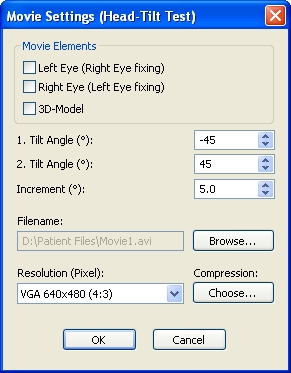 Movie Settings (Head-Tilt Test)
Movie Elements
Left Eye (Right Eye fixing)
Right Eye (Left Eye fixing)
3D-Model
1. Tilt Angle (°): -45
2. Tilt Angle (°): 45
Increment (°): 5.0
Filename:
D:\Patient Files\Movie1.avi Browse...
Resolution (Pixel): Compression:
VGA 640x480 (4:3) Choose...
OK Cancel